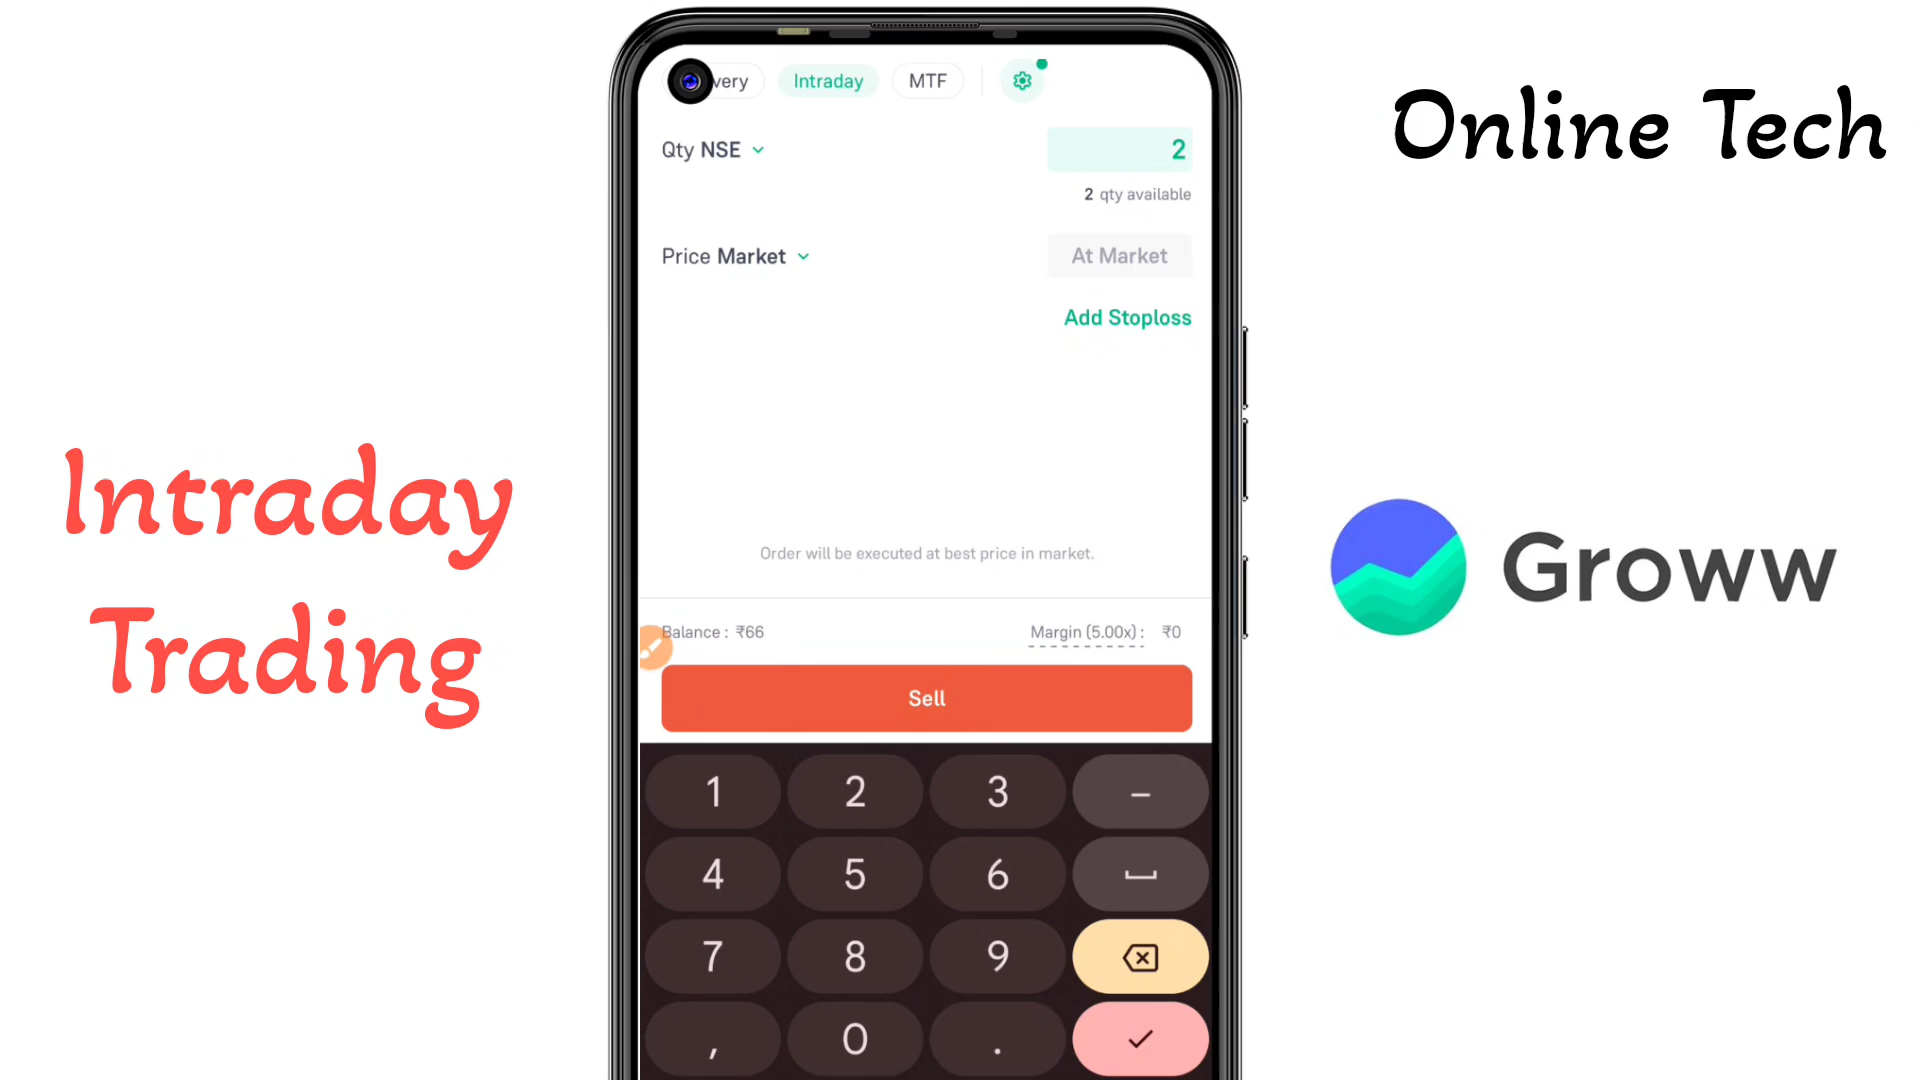 Online Tech
Intraday
Trading
Groww
very Intraday MTF
Qty NSE 2
2 qty available
Price Market At Market
Add Stoploss
Order will be executed at best price in market.
Balance : ₹66 Margin (5.00x) : ₹0
Sell
1 2 3 –
4 5 6
7 8 9
, 0 .